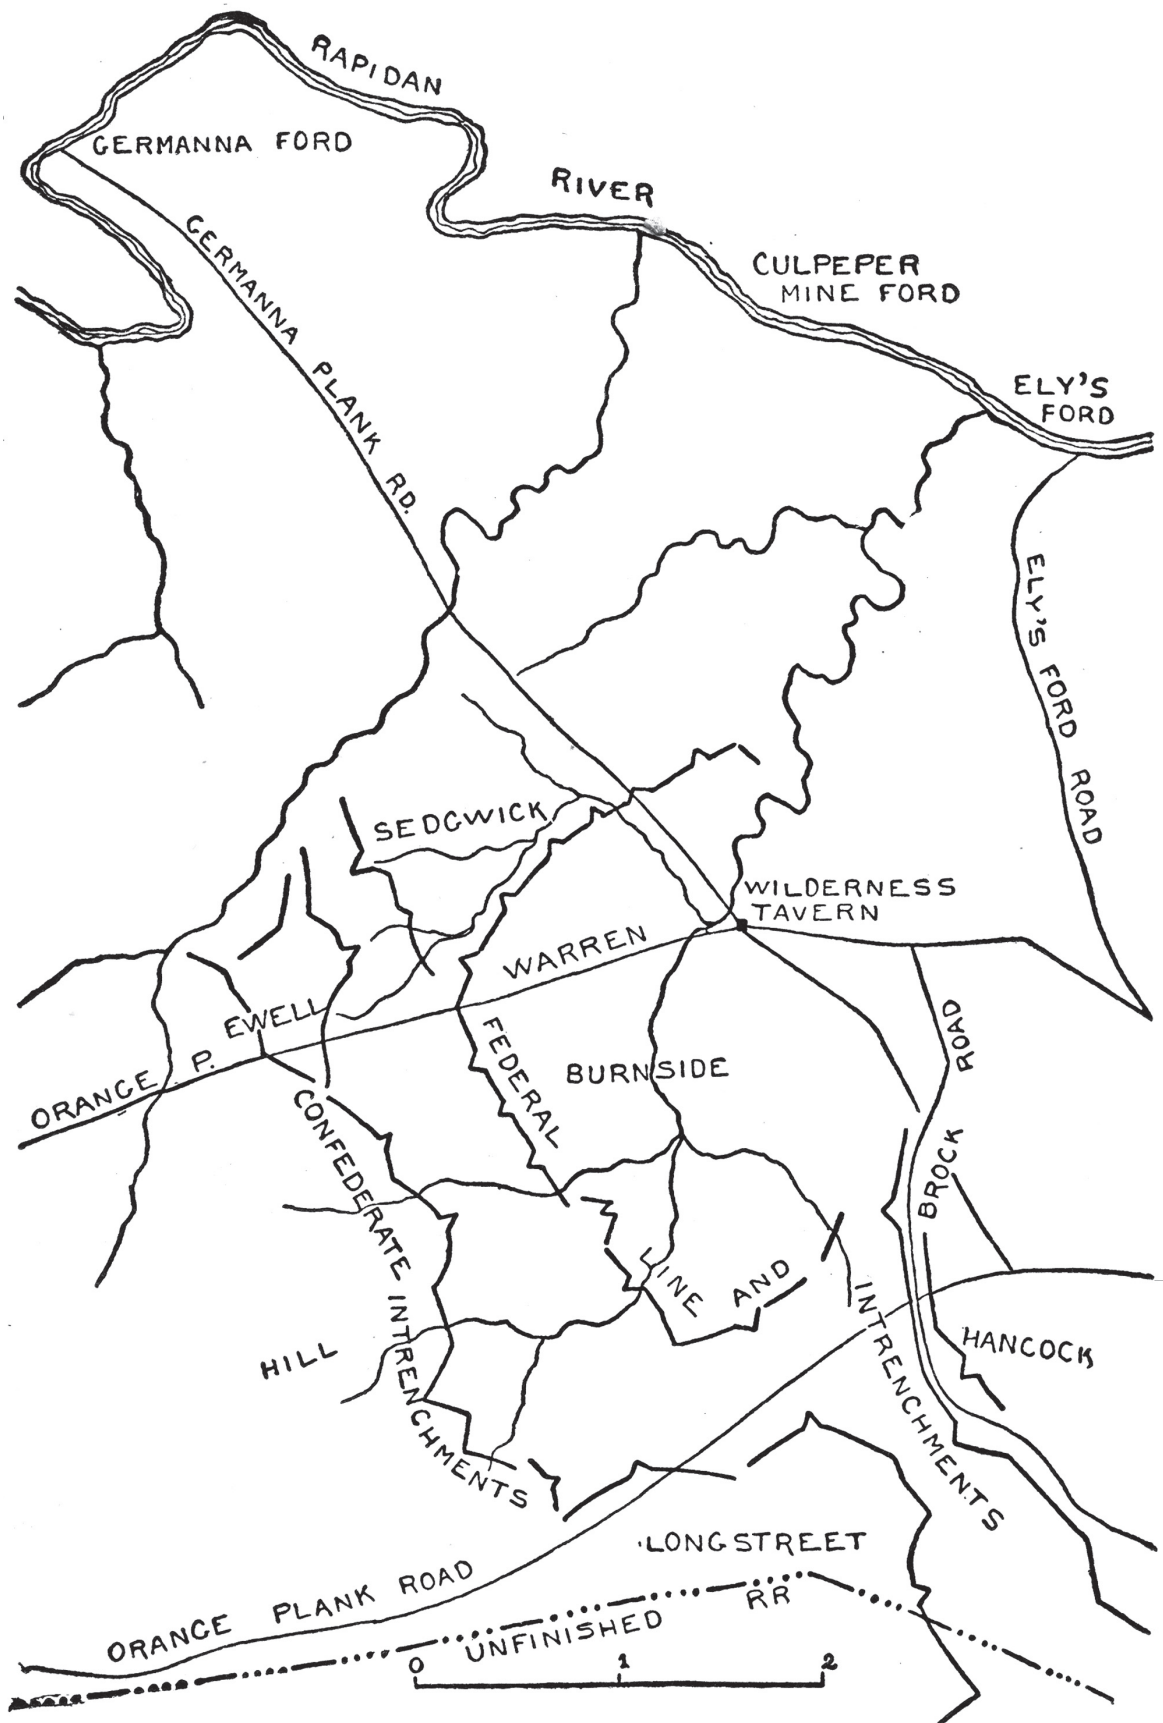 RAPIDAN
RIVER
GERMANNA FORD
GERMANNA PLANK RD.
CULPEPER
MINE FORD
ELY'S
FORD
ELY'S FORD ROAD
SEDGWICK
WILDERNESS
TAVERN
WARREN
EWELL
ORANGE P.
FEDERAL
LINE AND
INTRENCHMENTS
BURNSIDE
BROCK ROAD
CONFEDERATE INTRENCHMENTS
HILL
HANCOCK
LONGSTREET
ORANGE PLANK ROAD
UNFINISHED RR
0 1 2